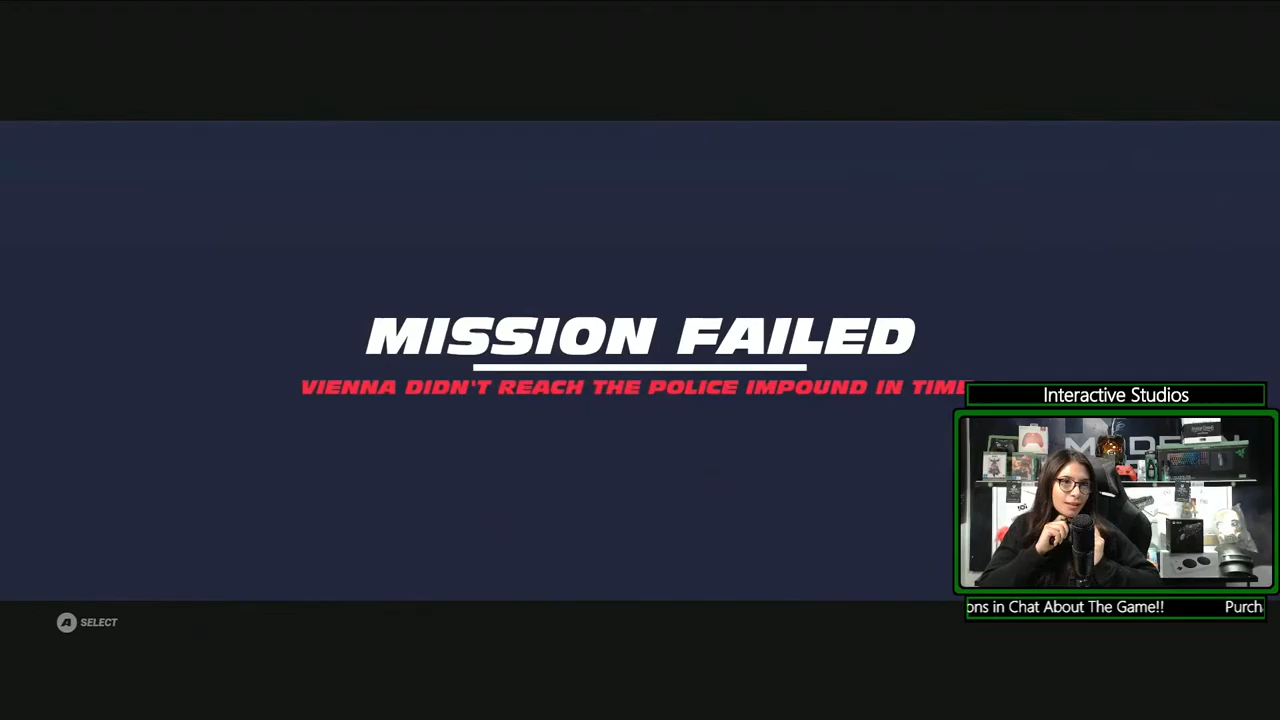 MISSION FAILED
VIENNA DIDN'T REACH THE POLICE IMPOUND IN TIME
Interactive Studios
ons in Chat About The Game!! Purch
A SELECT